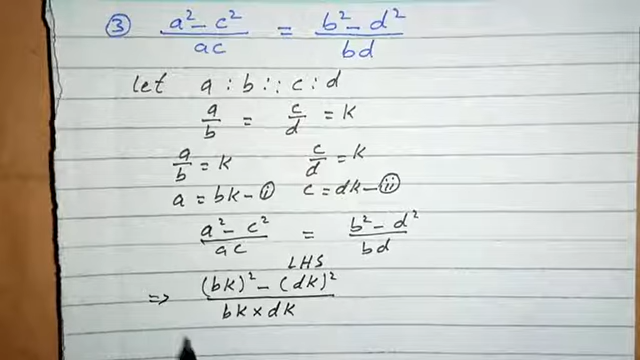 ③ a² - c² / ac = b² - d² / bd
let a : b :: c : d
a/b = c/d = K
a/b = K c/d = K
a = bK - ⓘ c = dK - ⓘⓘ
a² - c² / ac = b² - d² / bd
LHS
⇒ (bK)² - (dK)² / bK × dK